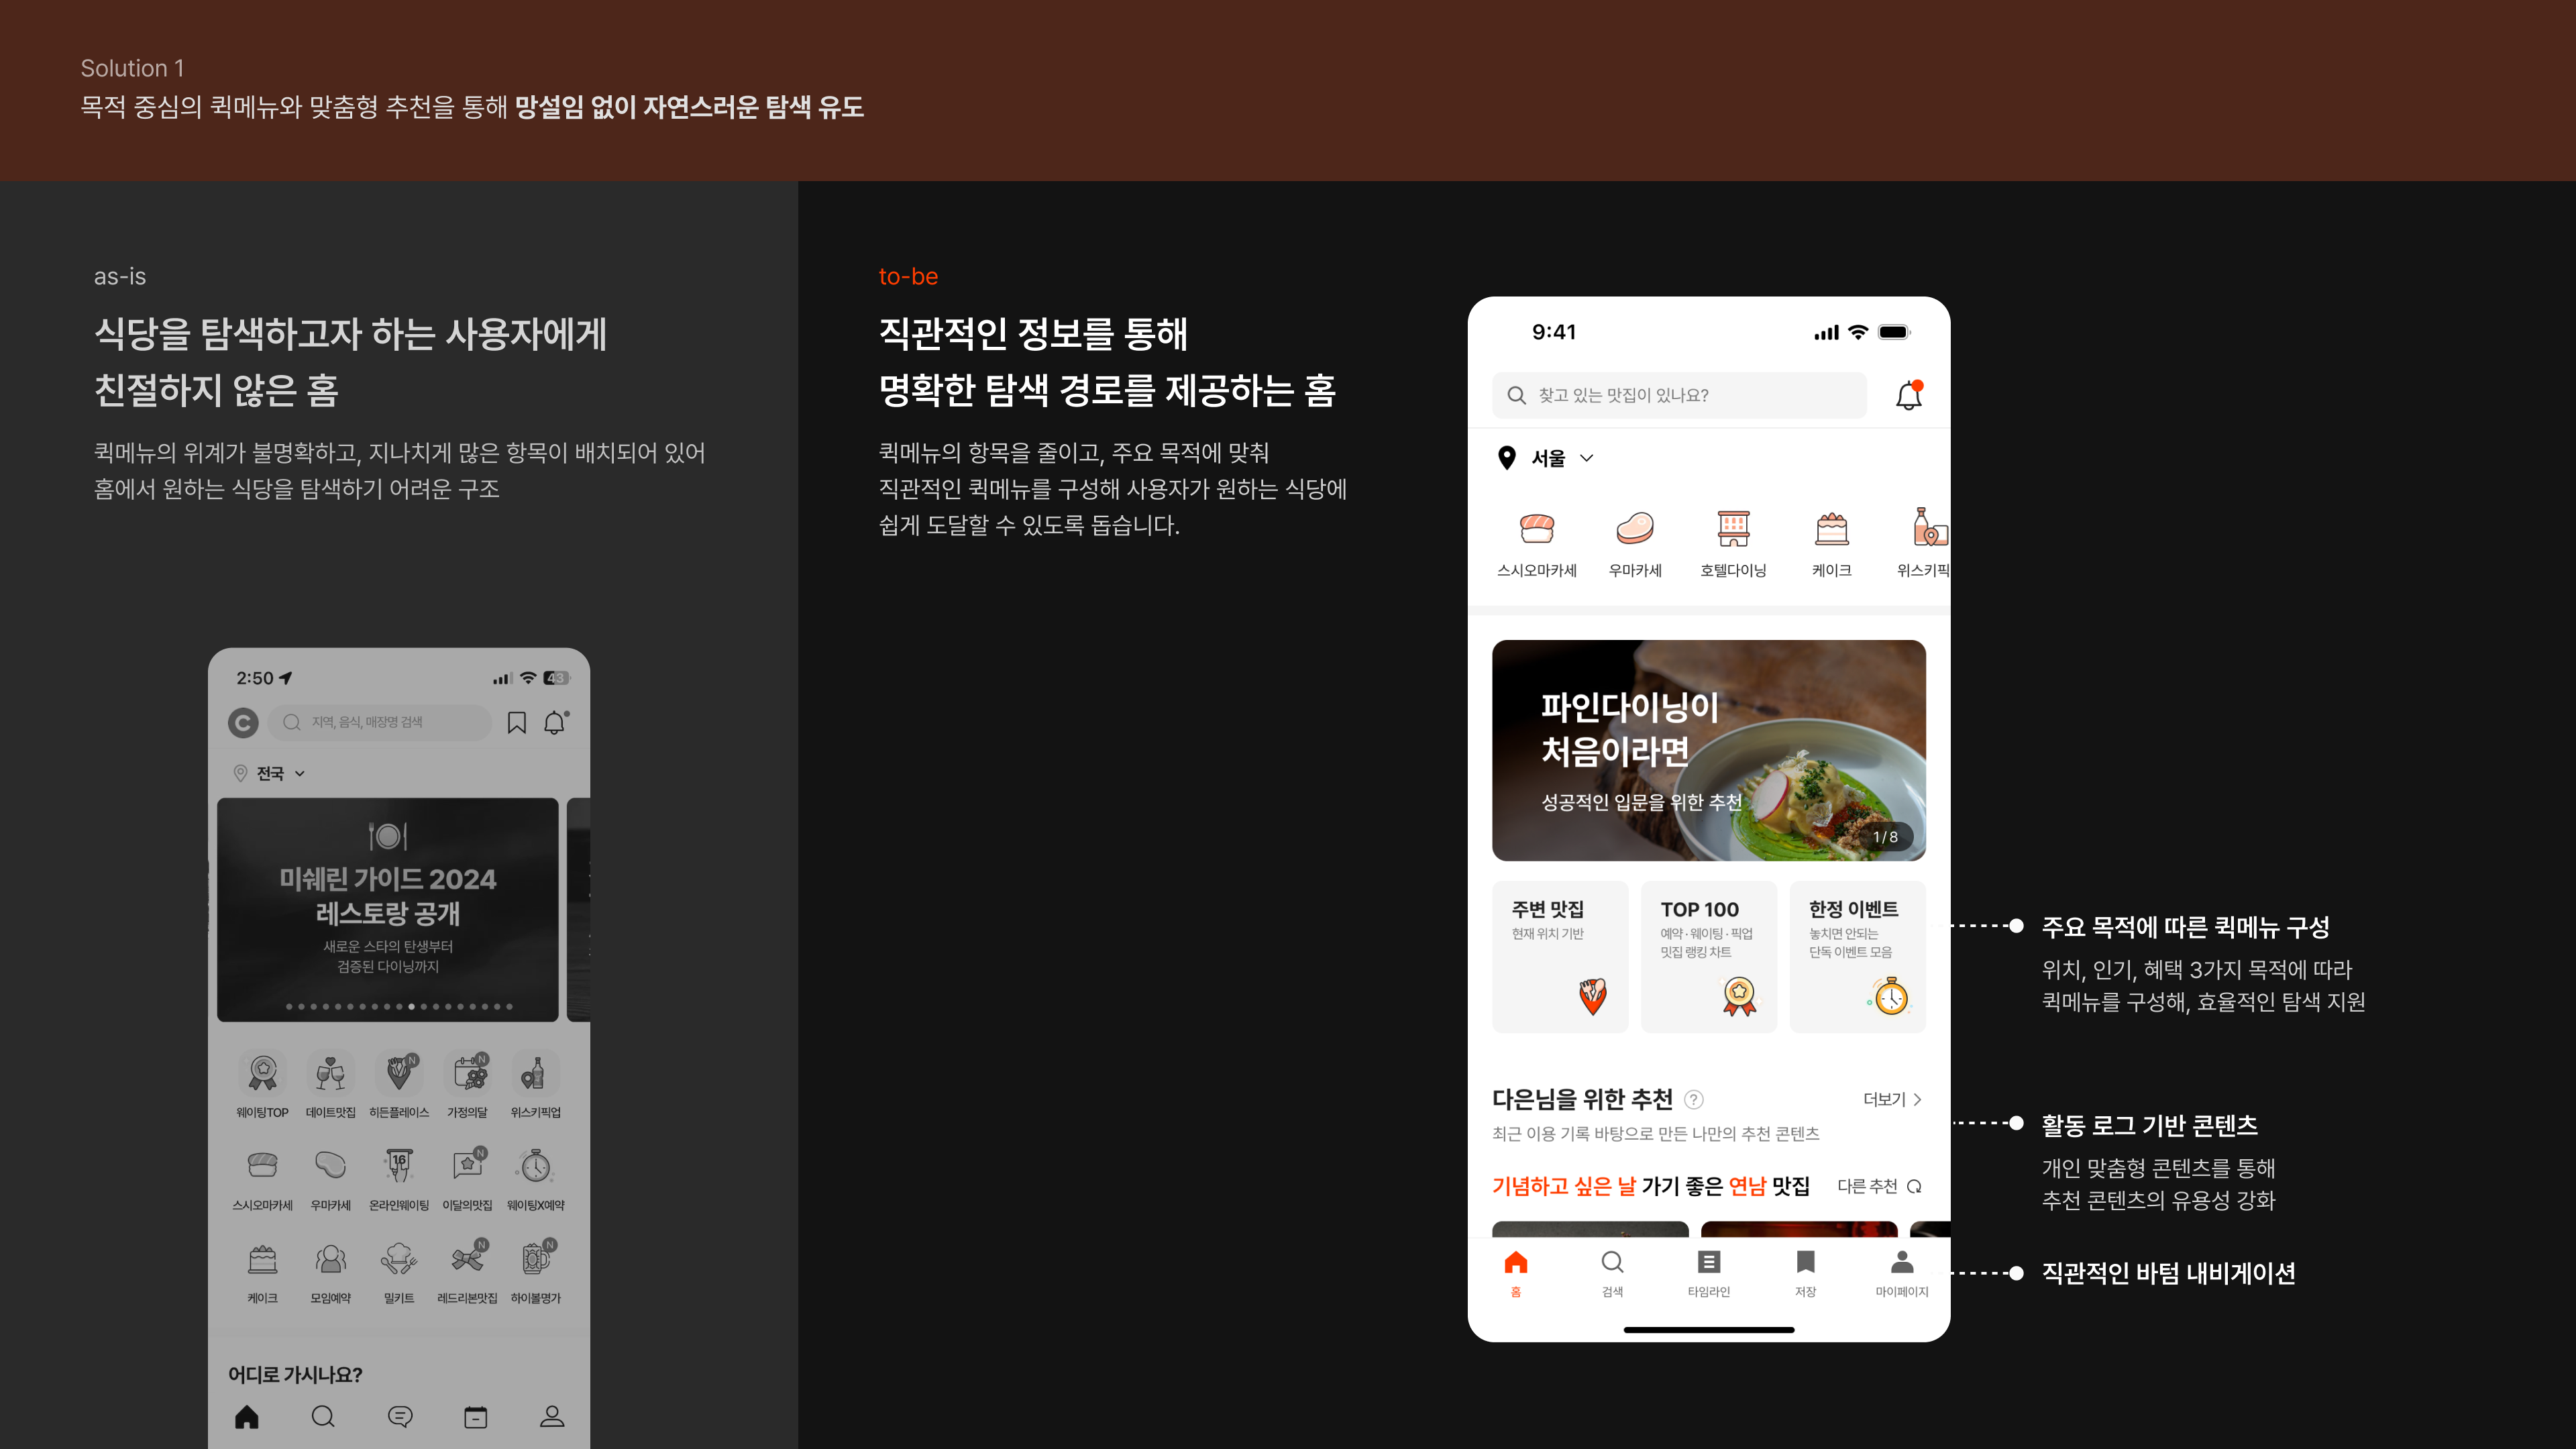 Solution 1
목적 중심의 퀵메뉴와 맞춤형 추천을 통해 망설임 없이 자연스러운 탐색 유도
as-is
식당을 탐색하고자 하는 사용자에게
친절하지 않은 홈
퀵메뉴의 위계가 불명확하고, 지나치게 많은 항목이 배치되어 있어
홈에서 원하는 식당을 탐색하기 어려운 구조
2:50
43
C
지역, 음식, 매장명 검색
전국
미쉐린 가이드 2024
레스토랑 공개
새로운 스타의 탄생부터
검증된 다이닝까지
N N
웨이팅TOP 데이트맛집 히든플레이스 가정의달 위스키픽업
16 N
스시오마카세 우마카세 온라인웨이팅 이달의맛집 웨이팅X예약
N N
케이크 모임예약 밀키트 레드리본맛집 하이볼명가
어디로 가시나요?
to-be
직관적인 정보를 통해
명확한 탐색 경로를 제공하는 홈
퀵메뉴의 항목을 줄이고, 주요 목적에 맞춰
직관적인 퀵메뉴를 구성해 사용자가 원하는 식당에
쉽게 도달할 수 있도록 돕습니다.
9:41
찾고 있는 맛집이 있나요?
서울
스시오마카세 우마카세 호텔다이닝 케이크 위스키픽
파인다이닝이
처음이라면
성공적인 입문을 위한 추천
1/8
주변 맛집
현재 위치 기반
TOP 100
예약 · 웨이팅 · 픽업
밋집 랭킹 차트
한정 이벤트
놓치면 안되는
단독 이벤트 모음
다은님을 위한 추천 ?
더보기
최근 이용 기록 바탕으로 만든 나만의 추천 콘텐츠
기념하고 싶은 날 가기 좋은 연남 맛집
다른 추천
홈 검색 타임라인 저장 마이페이지
주요 목적에 따른 퀵메뉴 구성
위치, 인기, 혜택 3가지 목적에 따라
퀵메뉴를 구성해, 효율적인 탐색 지원
활동 로그 기반 콘텐츠
개인 맞춤형 콘텐츠를 통해
추천 콘텐츠의 유용성 강화
직관적인 바텀 내비게이션